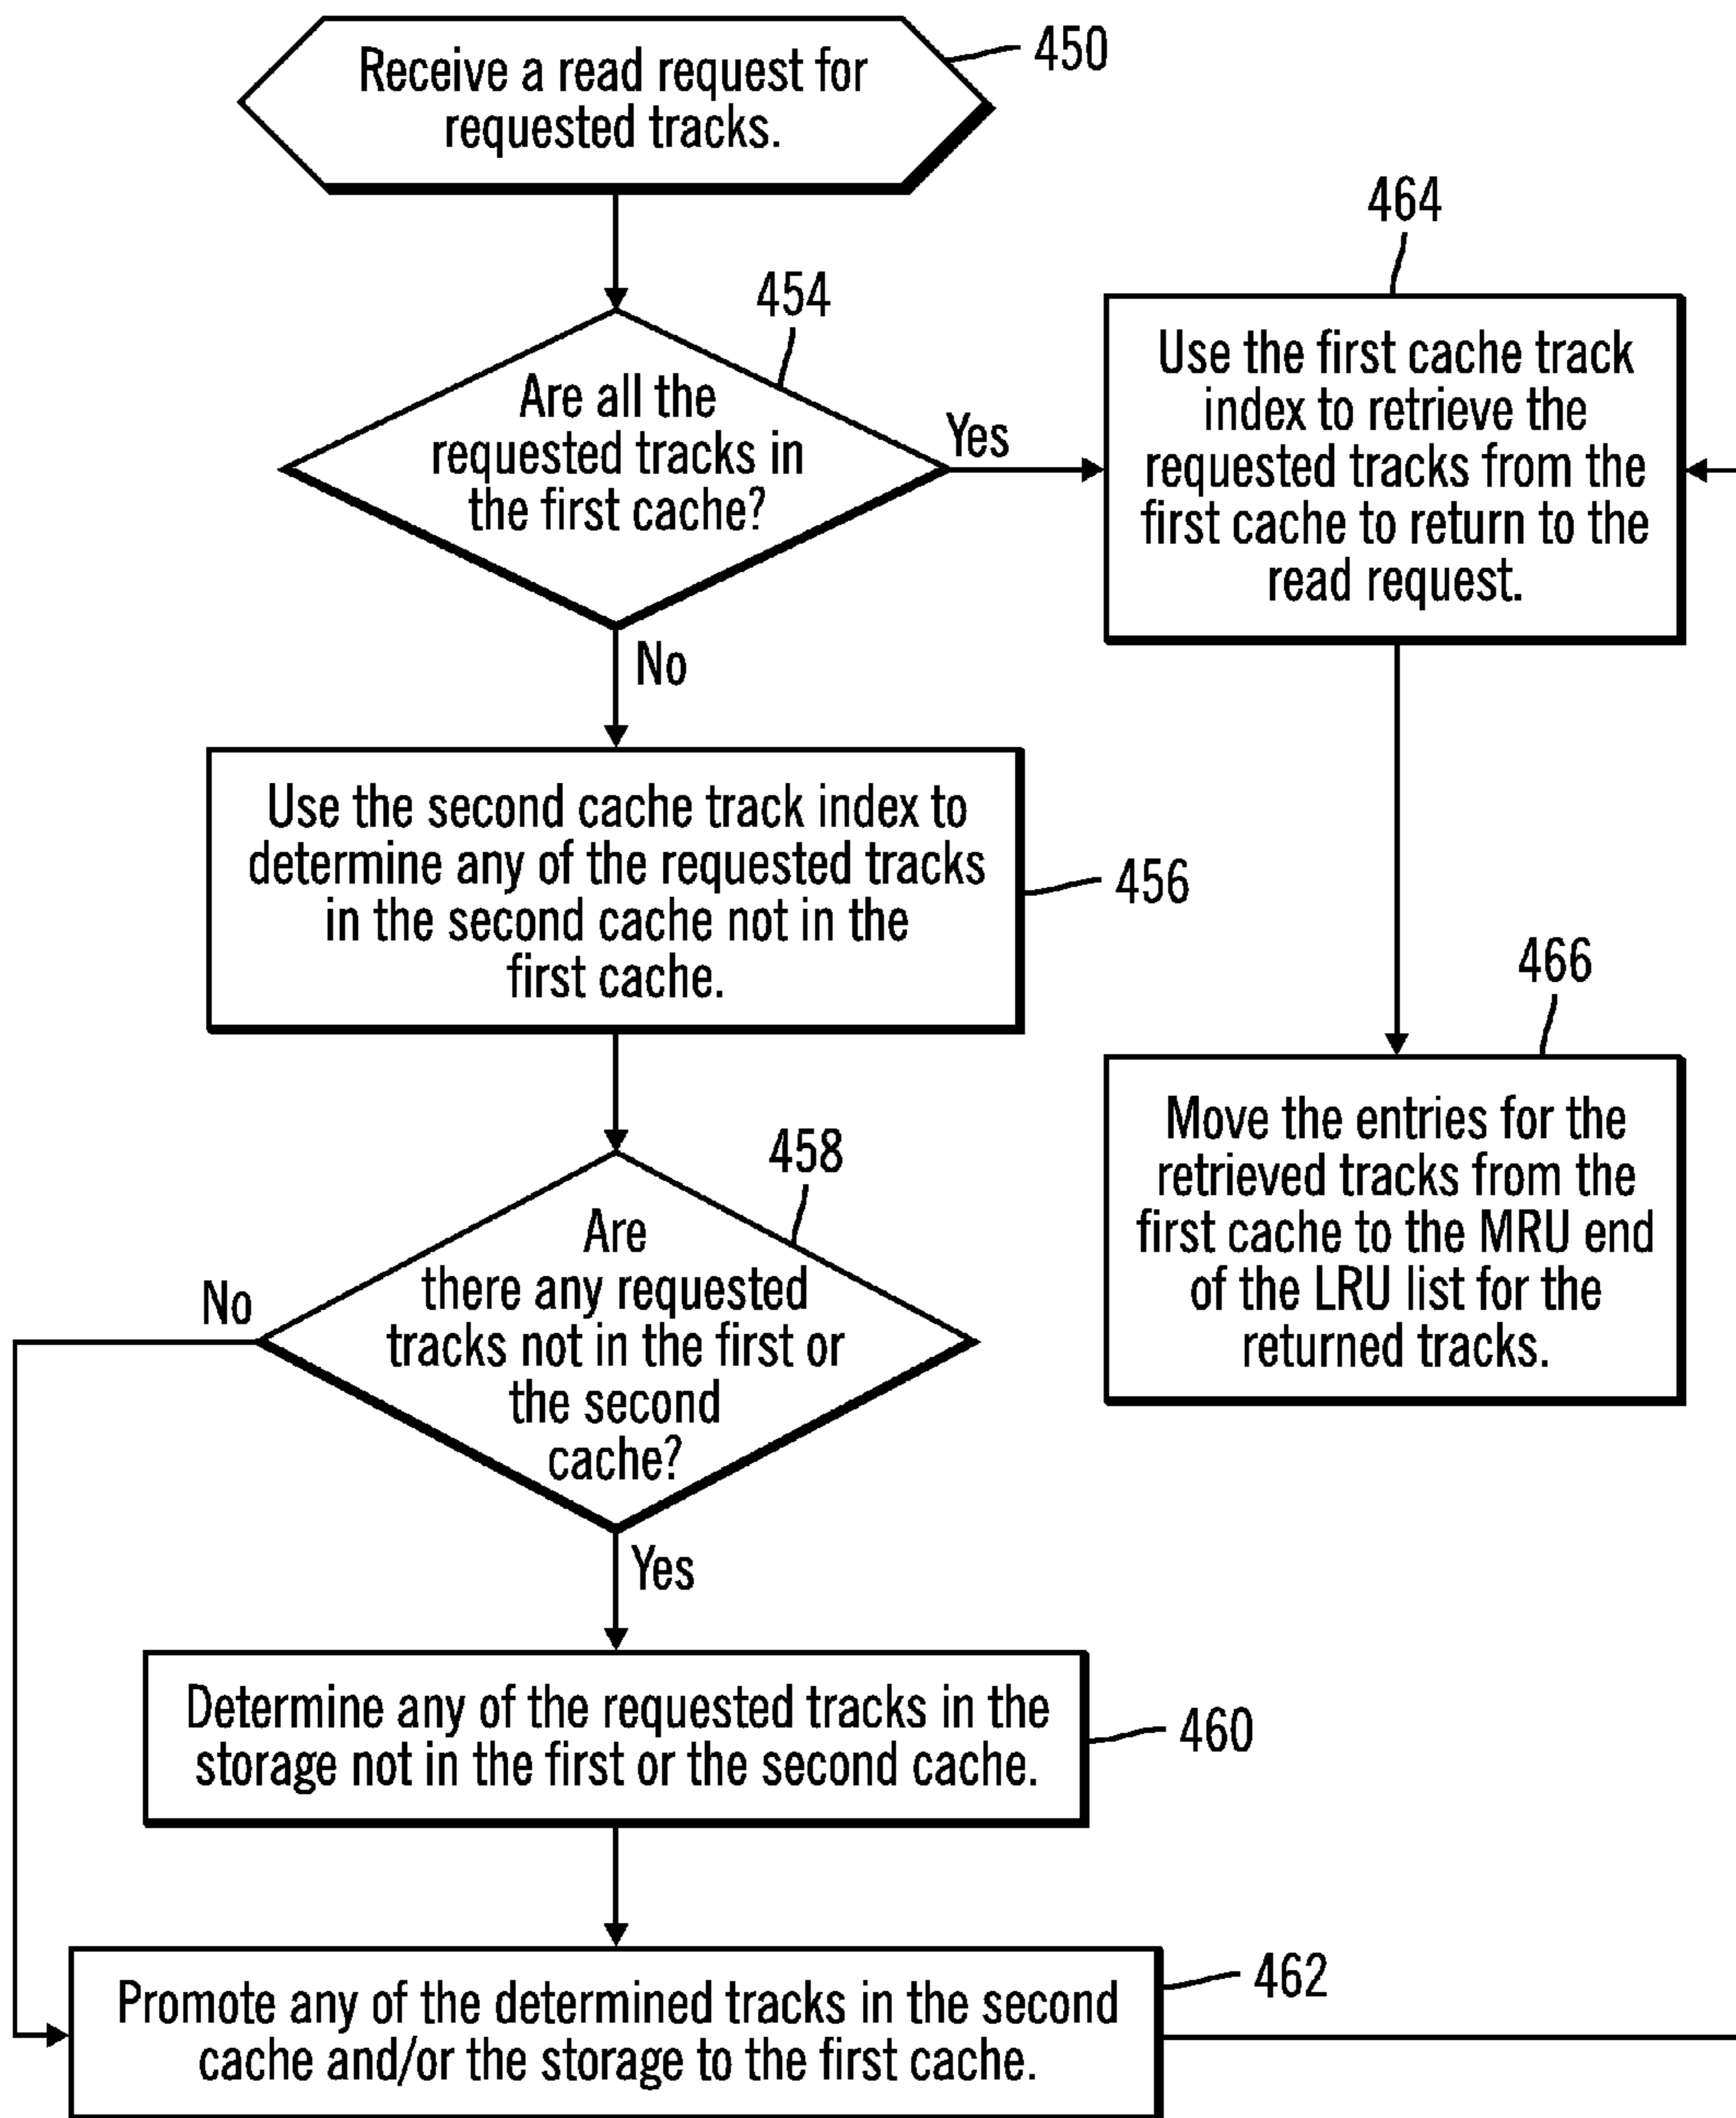 Receive a read request for
requested tracks.
450
454
Are all the
requested tracks in
the first cache?
Yes
No
464
Use the first cache track
index to retrieve the
requested tracks from the
first cache to return to the
read request.
Use the second cache track index to
determine any of the requested tracks
in the second cache not in the
first cache.
456
466
Move the entries for the
retrieved tracks from the
first cache to the MRU end
of the LRU list for the
returned tracks.
458
Are
there any requested
tracks not in the first or
the second
cache?
No
Yes
Determine any of the requested tracks in the
storage not in the first or the second cache.
460
Promote any of the determined tracks in the second
cache and/or the storage to the first cache.
462